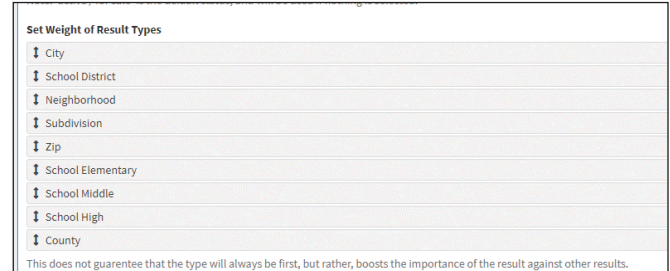 Set Weight of Result Types
City
School District
Neighborhood
Subdivision
Zip
School Elementary
School Middle
School High
County
This does not guarentee that the type will always be first, but rather, boosts the importance of the result against other results.